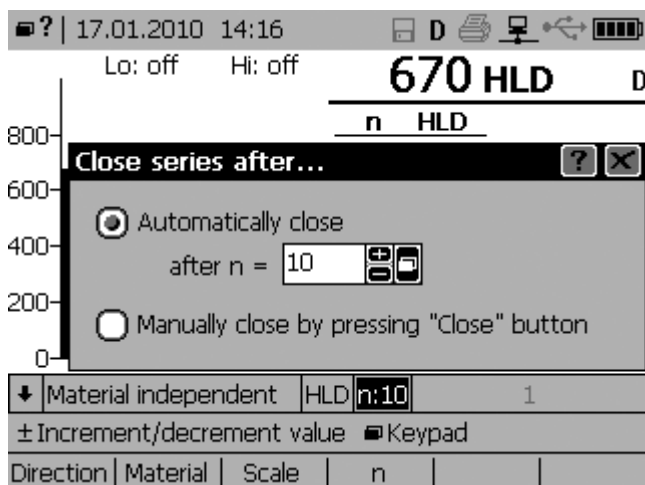 ? 17.01.2010 14:16 D
Lo: off Hi: off 670 HLD D
n HLD
800
Close series after... ?
600
Automatically close
400
after n = 10
200
Manually close by pressing "Close" button
0
Material independent HLD n:10 1
± Increment/decrement value Keypad
Direction Material Scale n